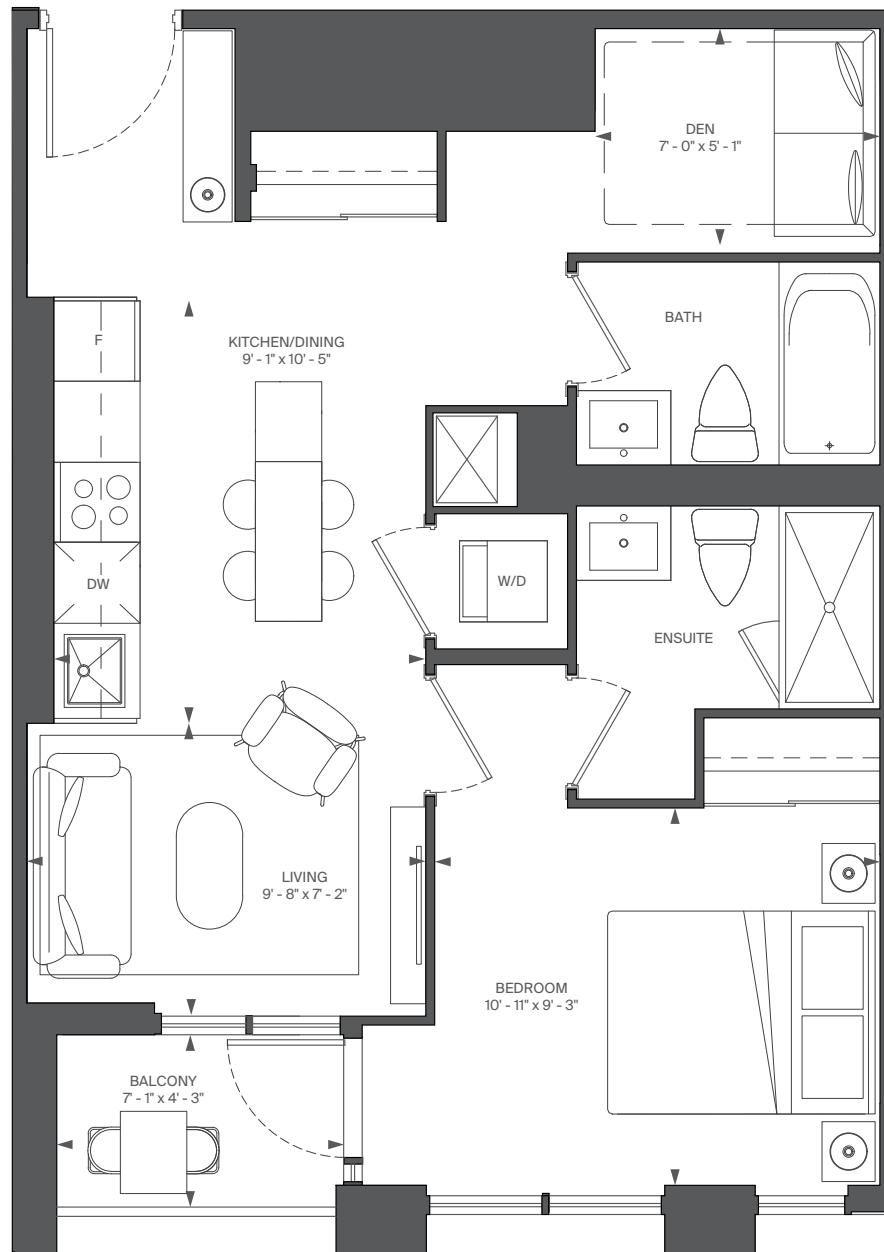 DEN
7' - 0" x 5' - 1"
BATH
F
KITCHEN/DINING
9' - 1" x 10' - 5"
DW
W/D
ENSUITE
LIVING
9' - 8" x 7' - 2"
BEDROOM
10' - 11" x 9' - 3"
BALCONY
7' - 1" x 4' - 3"